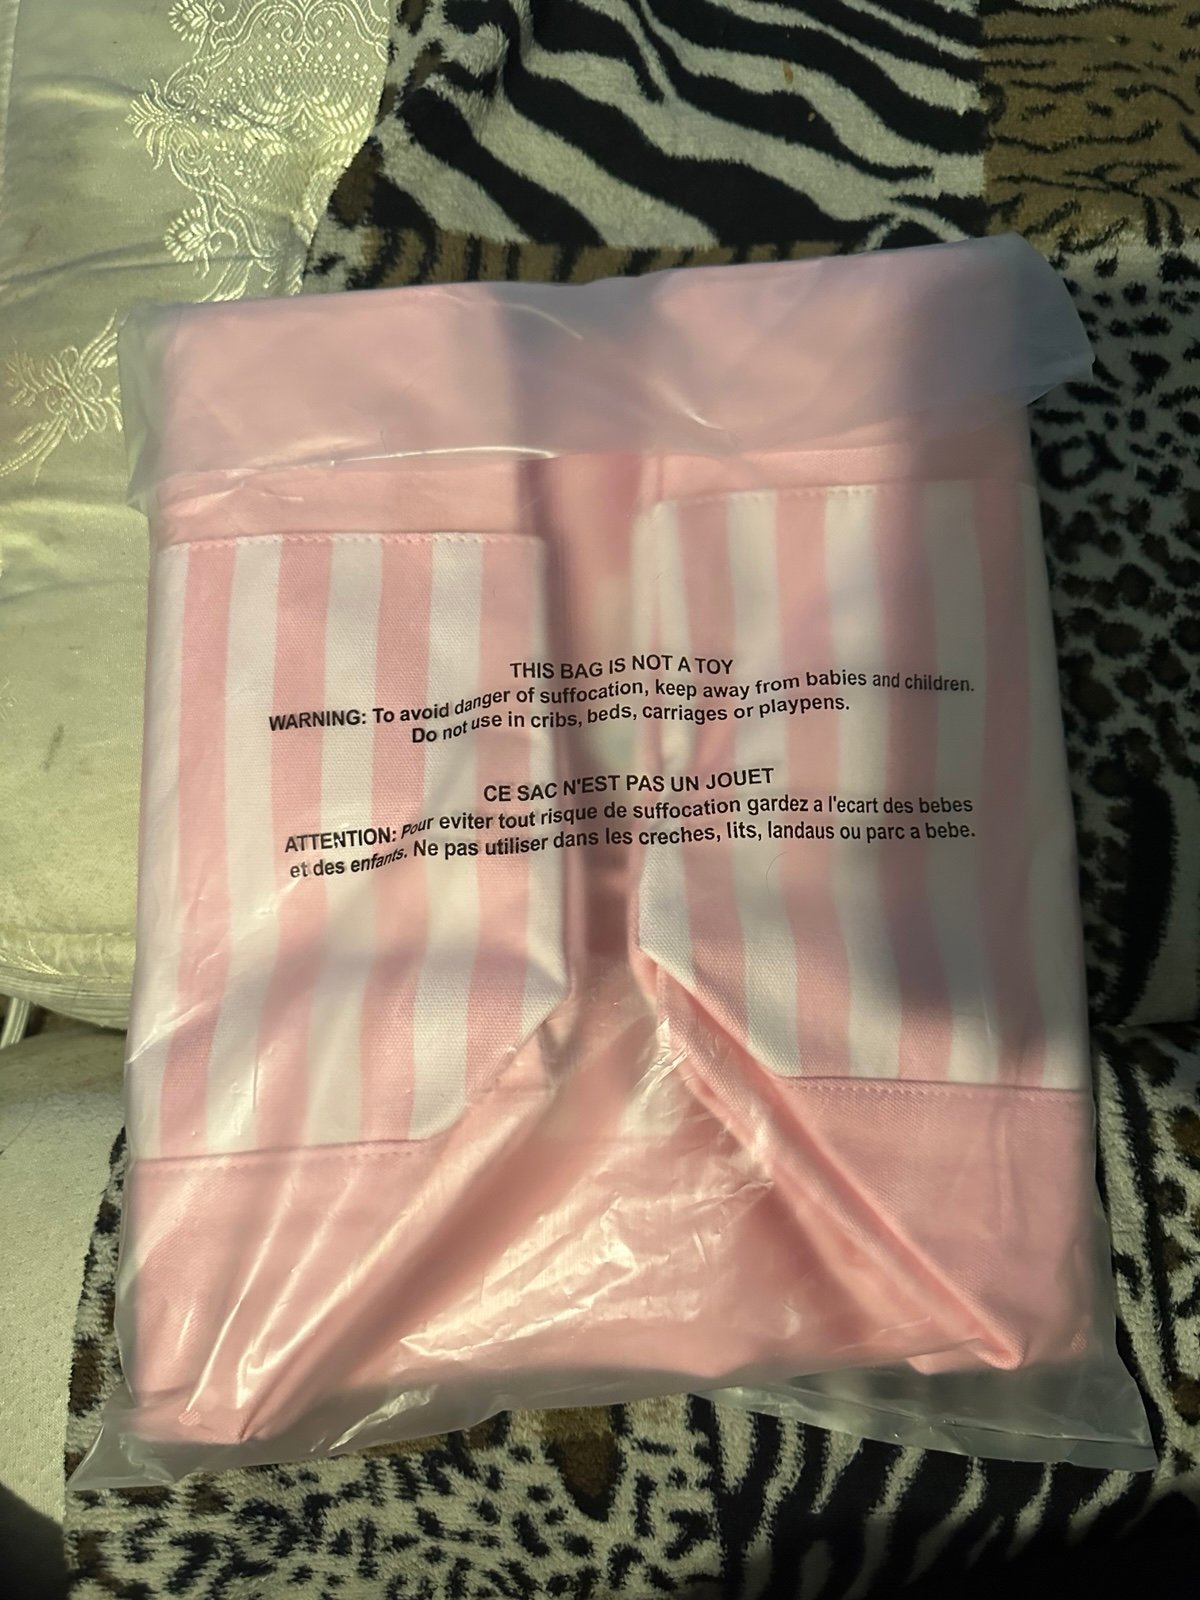 THIS BAG IS NOT A TOY
WARNING: To avoid danger of suffocation, keep away from babies and children.
Do not use in cribs, beds, carriages or playpens.
CE SAC N'EST PAS UN JOUET
ATTENTION: Pour eviter tout risque de suffocation gardez a l'ecart des bebes
et des enfants. Ne pas utiliser dans les creches, lits, landaus ou parc a bebe.